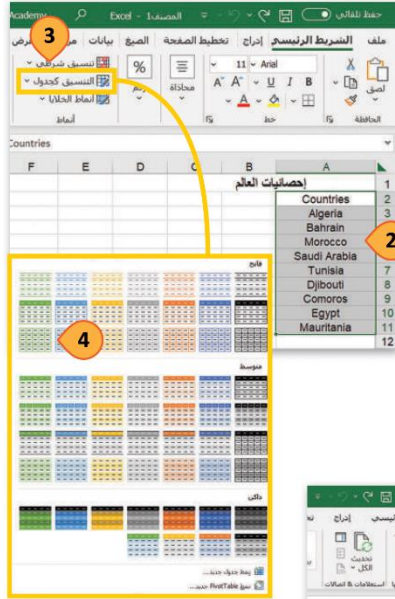 حفظ تلقائي
المصنف1 - Excel
Academy
ملف
الشريط الرئيسي
إدراج
تخطيط الصفحة
الصيغ
بيانات
عرض
3
لصق
Arial
11
B I U
A A
A
محاذاة
%
رقم
تنسيق شرطي
التنسيق كجدول
أنماط الخلايا
الحافظة
خط
أنماط
Countries
A B C D E F
1 إحصائيات العالم
2 Countries
3 Algeria
Bahrain
Morocco
2
Saudi Arabia
7 Tunisia
8 Djibouti
9 Comoros
10 Egypt
11 Mauritania
12
فاتح
4
متوسط
داكن
نمط جدول جديد...
نمط PivotTable جديد...
إدراج
تحديث
الكل
استعلامات & اتصالات